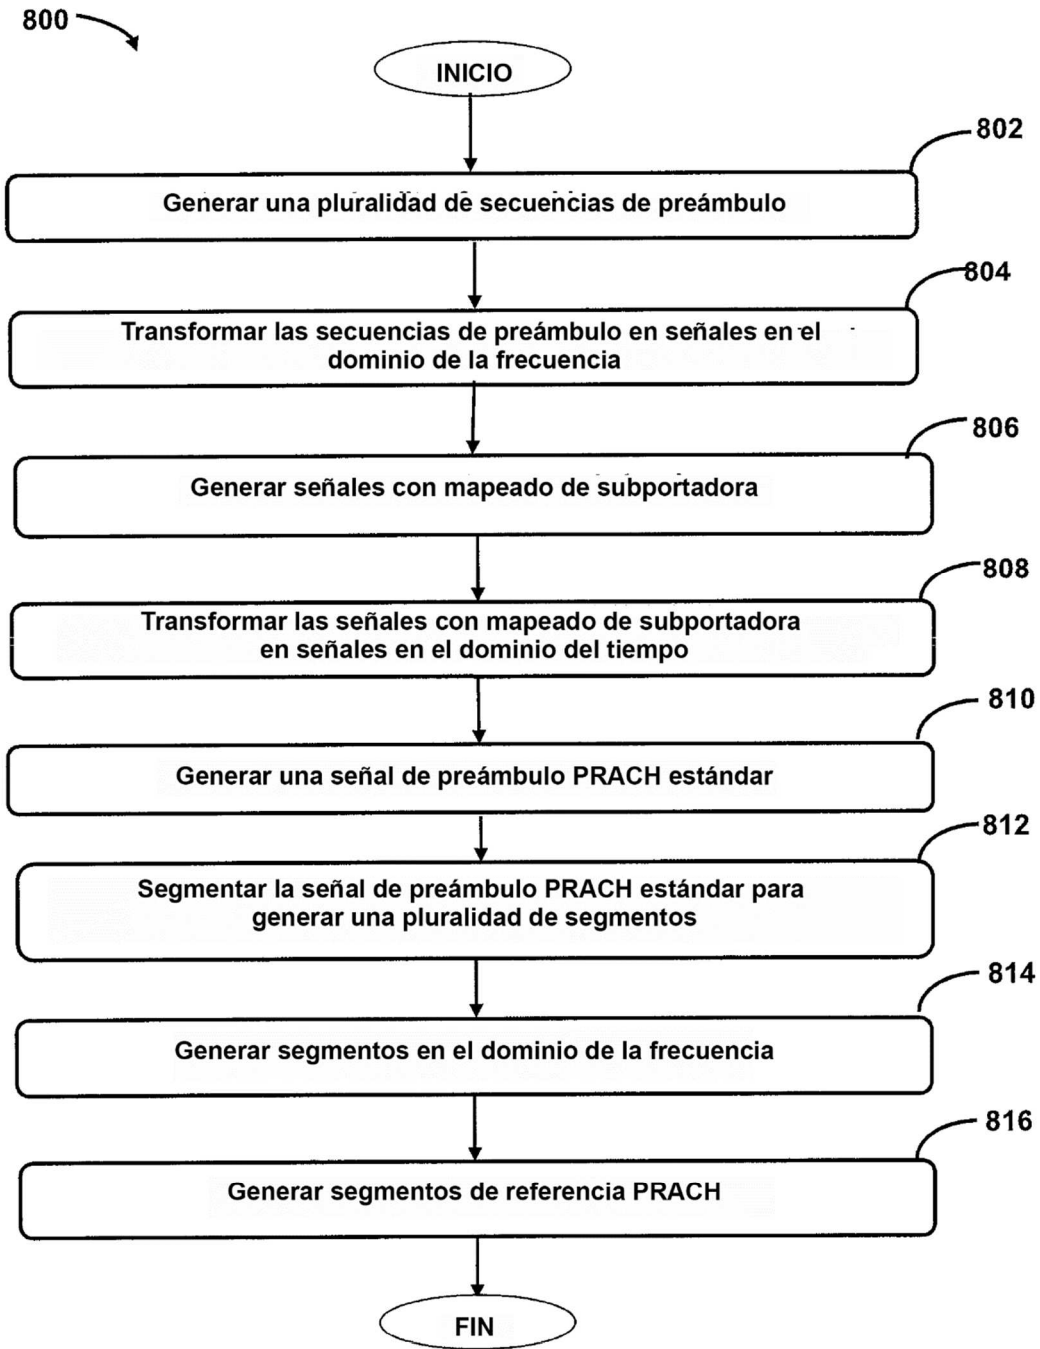 800
INICIO
802
Generar una pluralidad de secuencias de preámbulo
804
Transformar las secuencias de preámbulo en señales en el
dominio de la frecuencia
806
Generar señales con mapeado de subportadora
808
Transformar las señales con mapeado de subportadora
en señales en el dominio del tiempo
810
Generar una señal de preámbulo PRACH estándar
812
Segmentar la señal de preámbulo PRACH estándar para
generar una pluralidad de segmentos
814
Generar segmentos en el dominio de la frecuencia
816
Generar segmentos de referencia PRACH
FIN